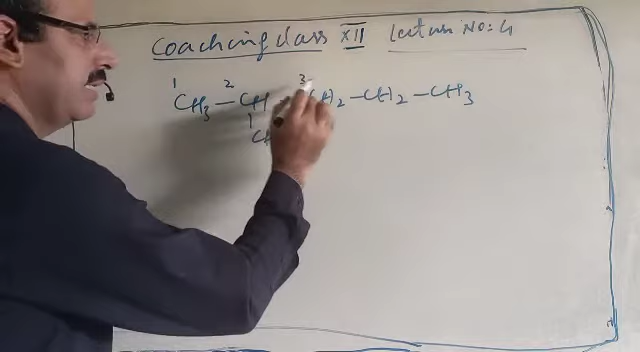 Coaching class XII Lecture No: 4
1 2 3
CH3 - CH - CH2 - CH2 - CH3
|